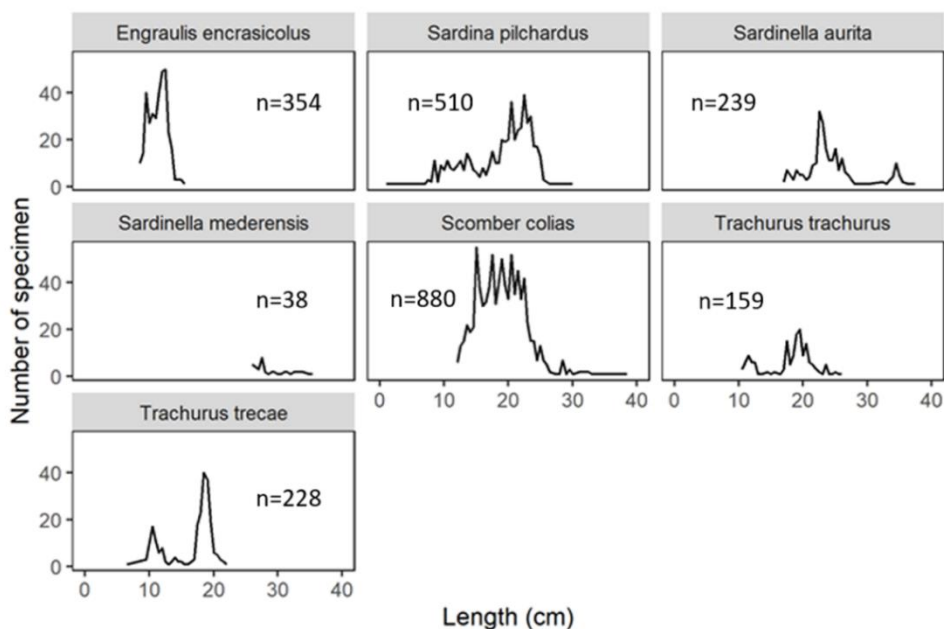 Engraulis encrasicolus
Sardina pilchardus
Sardinella aurita
40
20
0
n=354
n=510
n=239
Sardinella mederensis
Scomber colias
Trachurus trachurus
40
20
0
n=38
n=880
n=159
0 10 20 30 40
0 10 20 30 40
Trachurus trecae
40
20
0
n=228
0 10 20 30 40
Number of specimen
Length (cm)